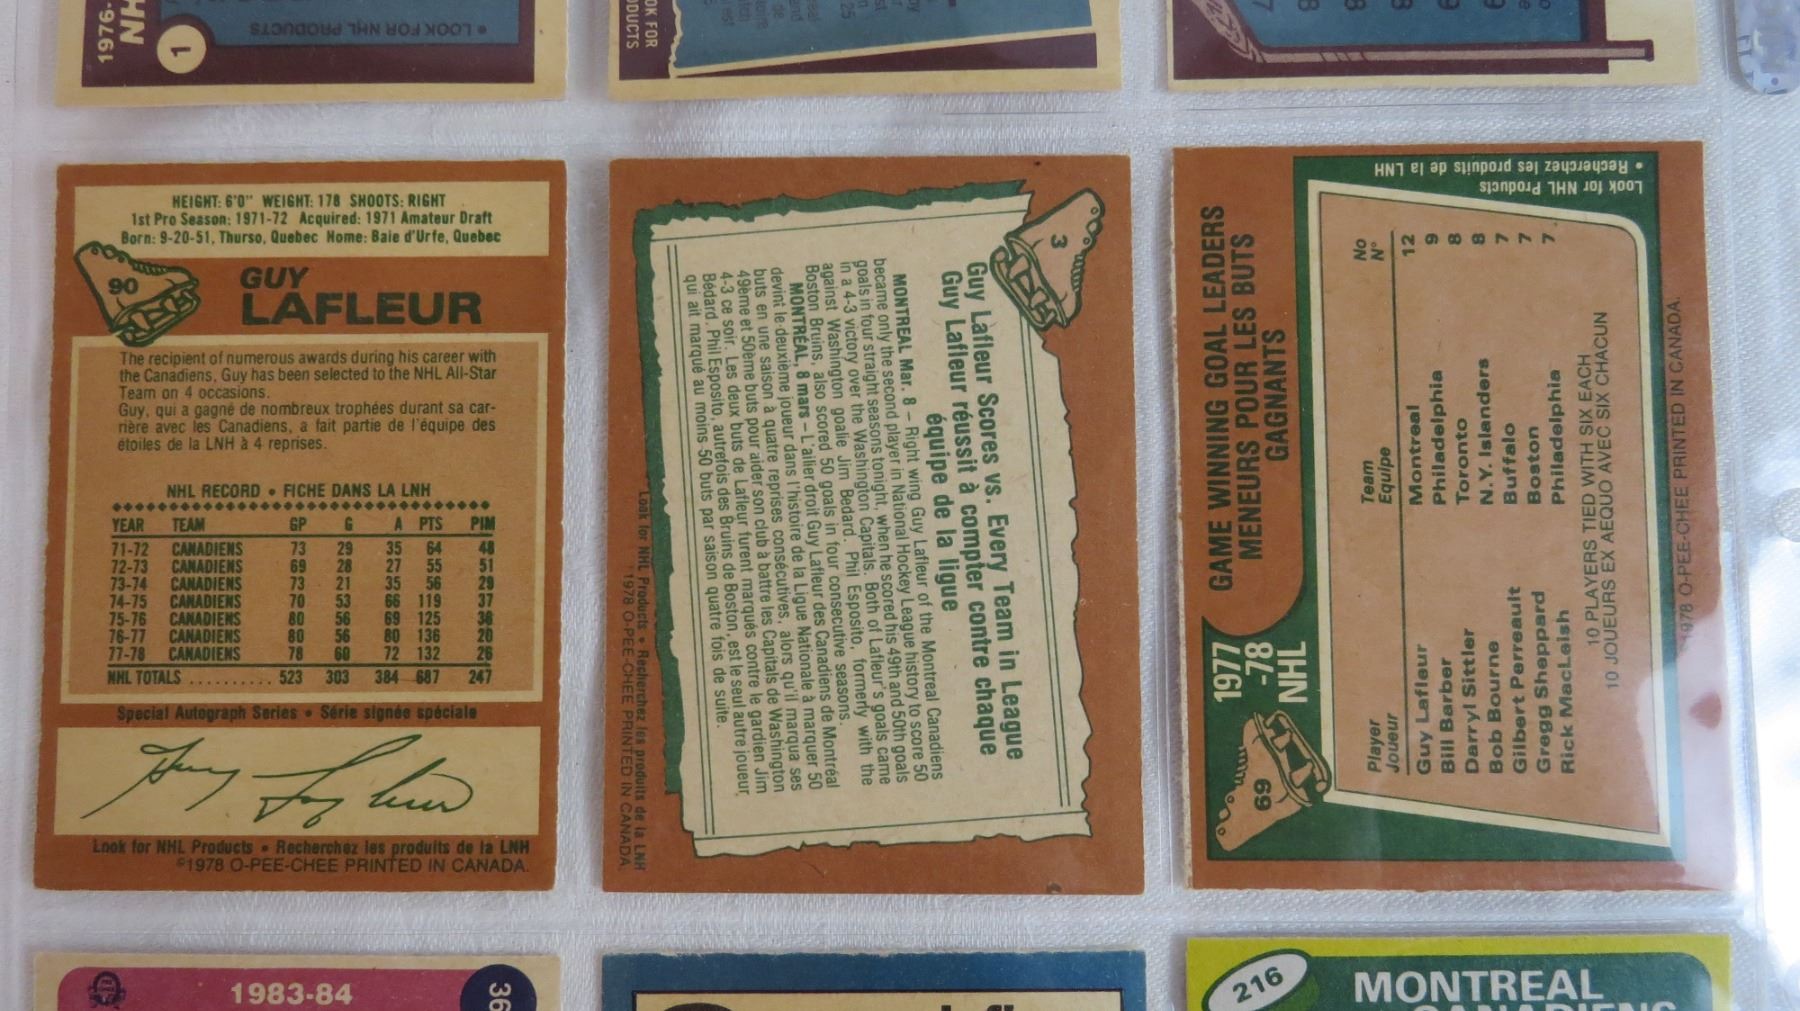 1976-
NH
1
• LOOK FOR NHL PRODUCTS
OK FOR
ODUCTS
HEIGHT: 6'0" WEIGHT: 178 SHOOTS: RIGHT
1st Pro Season: 1971-72 Acquired: 1971 Amateur Draft
Born: 9-20-51, Thurso, Quebec Home: Baie d'Urfe, Quebec
90
GUY
LAFLEUR
The recipient of numerous awards during his career with
the Canadiens, Guy has been selected to the NHL All-Star
Team on 4 occasions.
Guy, qui a gagné de nombreux trophées durant sa car-
rière avec les Canadiens, a fait partie de l'équipe des
étoiles de la LNH à 4 reprises.
NHL RECORD • FICHE DANS LA LNH
YEAR TEAM GP G A PTS PIM
71-72 CANADIENS 73 29 35 64 48
72-73 CANADIENS 69 28 27 55 51
73-74 CANADIENS 73 21 35 56 29
74-75 CANADIENS 70 53 66 119 37
75-76 CANADIENS 80 56 69 125 36
76-77 CANADIENS 80 56 80 136 20
77-78 CANADIENS 78 60 72 132 26
NHL TOTALS .......... 523 303 384 687 247
Special Autograph Series • Série signée spéciale
Guy Lafleur
Look for NHL Products • Recherchez les produits de la LNH
©1978 O-PEE-CHEE PRINTED IN CANADA.
3
Guy Lafleur Scores vs. Every Team in League
Guy Lafleur réussit à compter contre chaque
équipe de la ligue
MONTREAL Mar. 8 – Right wing Guy Lafleur of the Montreal Canadiens
became only the second player in National Hockey League history to score 50
goals in four straight seasons tonight, when he scored his 49th and 50th goals
in a 4-3 victory over the Washington Capitals. Both of Lafleur's goals came
against Washington goalie Jim Bedard. Phil Esposito, formerly with the
Boston Bruins, also scored 50 goals in four consecutive seasons.
MONTRÉAL, 8 mars – L'ailier droit Guy Lafleur des Canadiens de Montréal
devint le deuxième joueur dans l'histoire de la Ligue Nationale à marquer 50
buts en une saison à quatre reprises consécutives, alors qu'il marqua ses
49ème et 50ème buts pour aider son club à battre les Capitals de Washington
4-3 ce soir. Les deux buts de Lafleur furent marqués contre le gardien Jim
Bédard. Phil Esposito, autrefois des Bruins de Boston, est le seul autre joueur
qui ait marqué au moins 50 buts par saison quatre fois de suite.
Look for NHL Products • Recherchez les produits de la LNH
©1978 O-PEE-CHEE PRINTED IN CANADA.
69
1977
-78
NHL
GAME WINNING GOAL LEADERS
MENEURS POUR LES BUTS
GAGNANTS
Player Team No
Joueur Equipe N°
Guy Lafleur Montreal 12
Bill Barber Philadelphia 9
Darryl Sittler Toronto 8
Bob Bourne N.Y. Islanders 8
Gilbert Perreault Buffalo 7
Gregg Sheppard Boston 7
Rick MacLeish Philadelphia 7
10 PLAYERS TIED WITH SIX EACH
10 JOUEURS EX AEQUO AVEC SIX CHACUN
Look for NHL Products
• Recherchez les produits de la LNH
1978 O-PEE-CHEE PRINTED IN CANADA.
1983-84
36
216
MONTREAL
CANADIENS